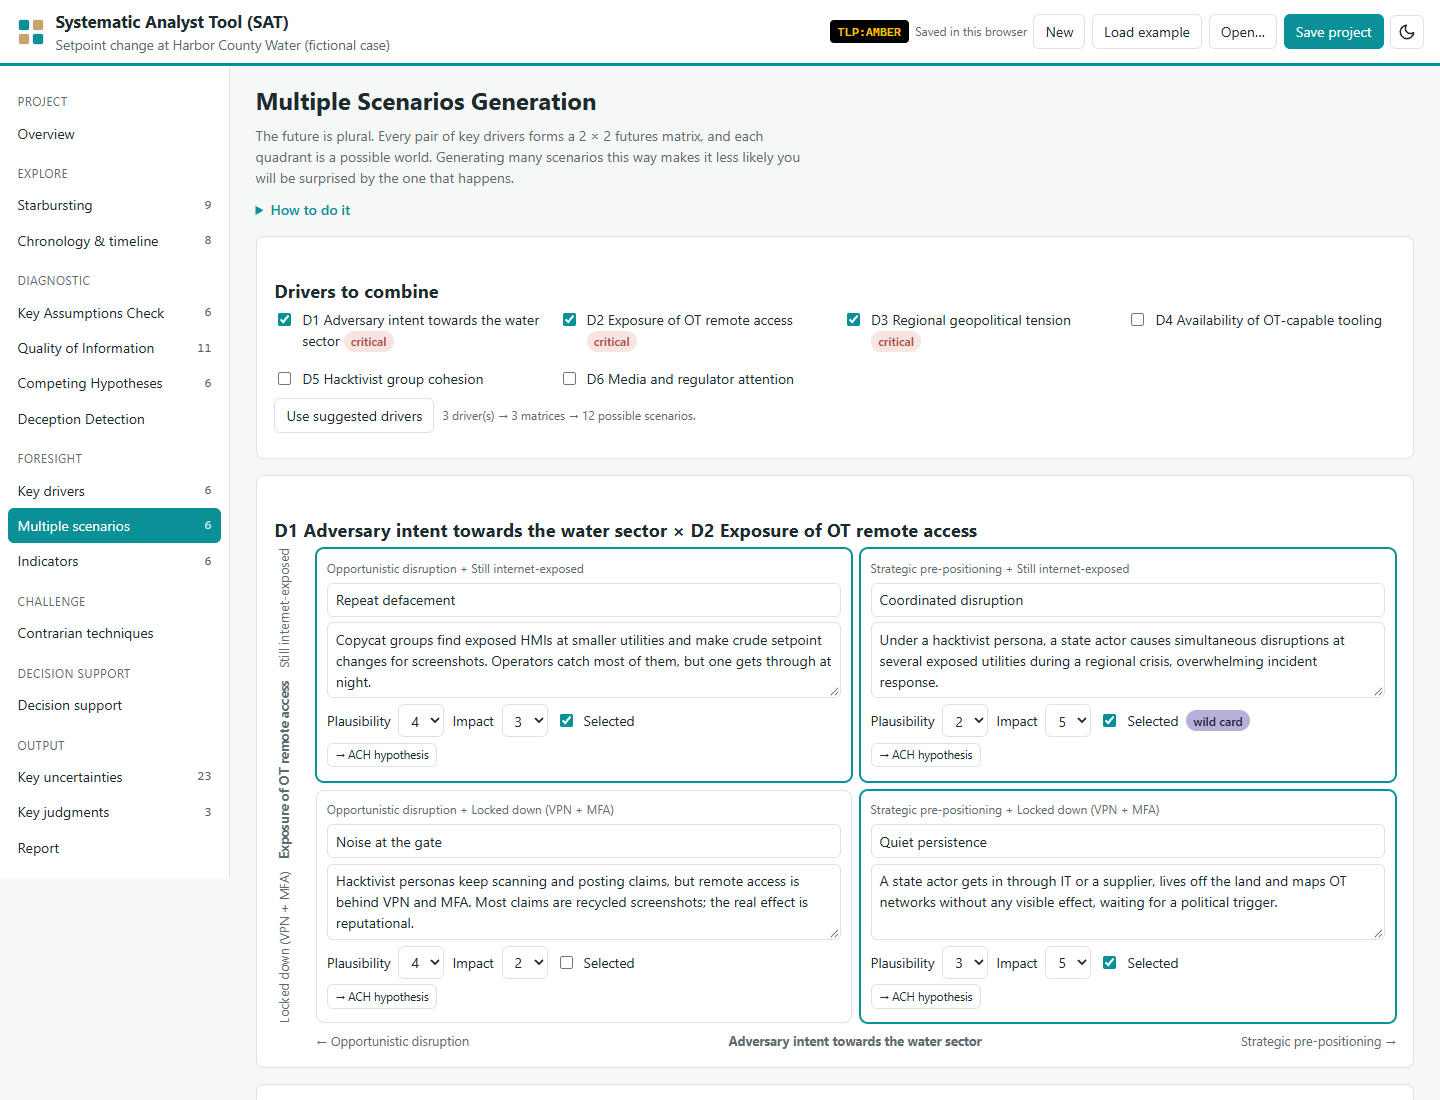 Systematic Analyst Tool (SAT)
Setpoint change at Harbor County Water (fictional case)
TLP:AMBER
Saved in this browser
New
Load example
Open...
Save project
PROJECT
Overview
EXPLORE
Starbursting 9
Chronology & timeline 8
DIAGNOSTIC
Key Assumptions Check 6
Quality of Information 11
Competing Hypotheses 6
Deception Detection
FORESIGHT
Key drivers 6
Multiple scenarios 6
Indicators 6
CHALLENGE
Contrarian techniques
DECISION SUPPORT
Decision support
OUTPUT
Key uncertainties 23
Key judgments 3
Report
Multiple Scenarios Generation
The future is plural. Every pair of key drivers forms a 2 × 2 futures matrix, and each
quadrant is a possible world. Generating many scenarios this way makes it less likely you
will be surprised by the one that happens.
▶ How to do it
Drivers to combine
D1 Adversary intent towards the water
sector critical
D2 Exposure of OT remote access
critical
D3 Regional geopolitical tension
critical
D4 Availability of OT-capable tooling
D5 Hacktivist group cohesion
D6 Media and regulator attention
Use suggested drivers
3 driver(s) → 3 matrices → 12 possible scenarios.
D1 Adversary intent towards the water sector × D2 Exposure of OT remote access
Still internet-exposed
Exposure of OT remote access
Locked down (VPN + MFA)
Opportunistic disruption + Still internet-exposed
Repeat defacement
Copycat groups find exposed HMIs at smaller utilities and make crude setpoint
changes for screenshots. Operators catch most of them, but one gets through at
night.
Plausibility 4 Impact 3 Selected
→ ACH hypothesis
Strategic pre-positioning + Still internet-exposed
Coordinated disruption
Under a hacktivist persona, a state actor causes simultaneous disruptions at
several exposed utilities during a regional crisis, overwhelming incident
response.
Plausibility 2 Impact 5 Selected wild card
→ ACH hypothesis
Opportunistic disruption + Locked down (VPN + MFA)
Noise at the gate
Hacktivist personas keep scanning and posting claims, but remote access is
behind VPN and MFA. Most claims are recycled screenshots; the real effect is
reputational.
Plausibility 4 Impact 2 Selected
→ ACH hypothesis
Strategic pre-positioning + Locked down (VPN + MFA)
Quiet persistence
A state actor gets in through IT or a supplier, lives off the land and maps OT
networks without any visible effect, waiting for a political trigger.
Plausibility 3 Impact 5 Selected
→ ACH hypothesis
← Opportunistic disruption
Adversary intent towards the water sector
Strategic pre-positioning →